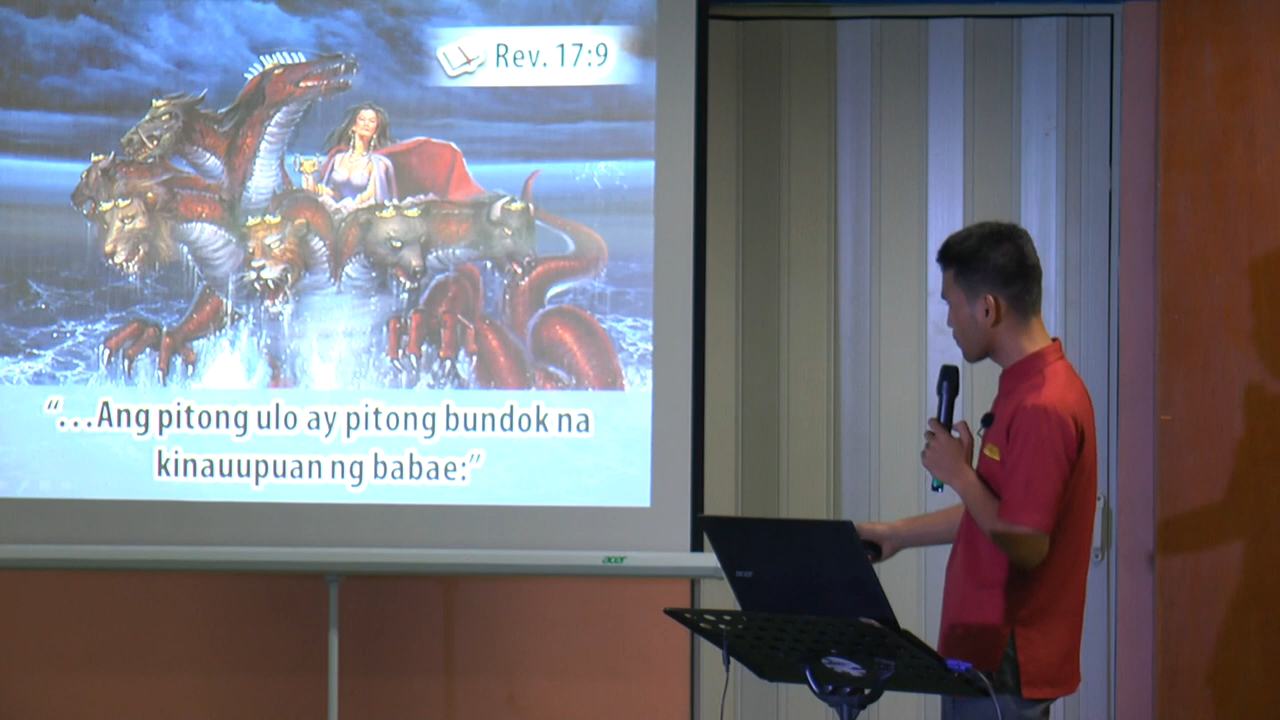 Rev. 17:9
“...Ang pitong ulo ay pitong bundok na
kinauupuan ng babae:”
acer
acer